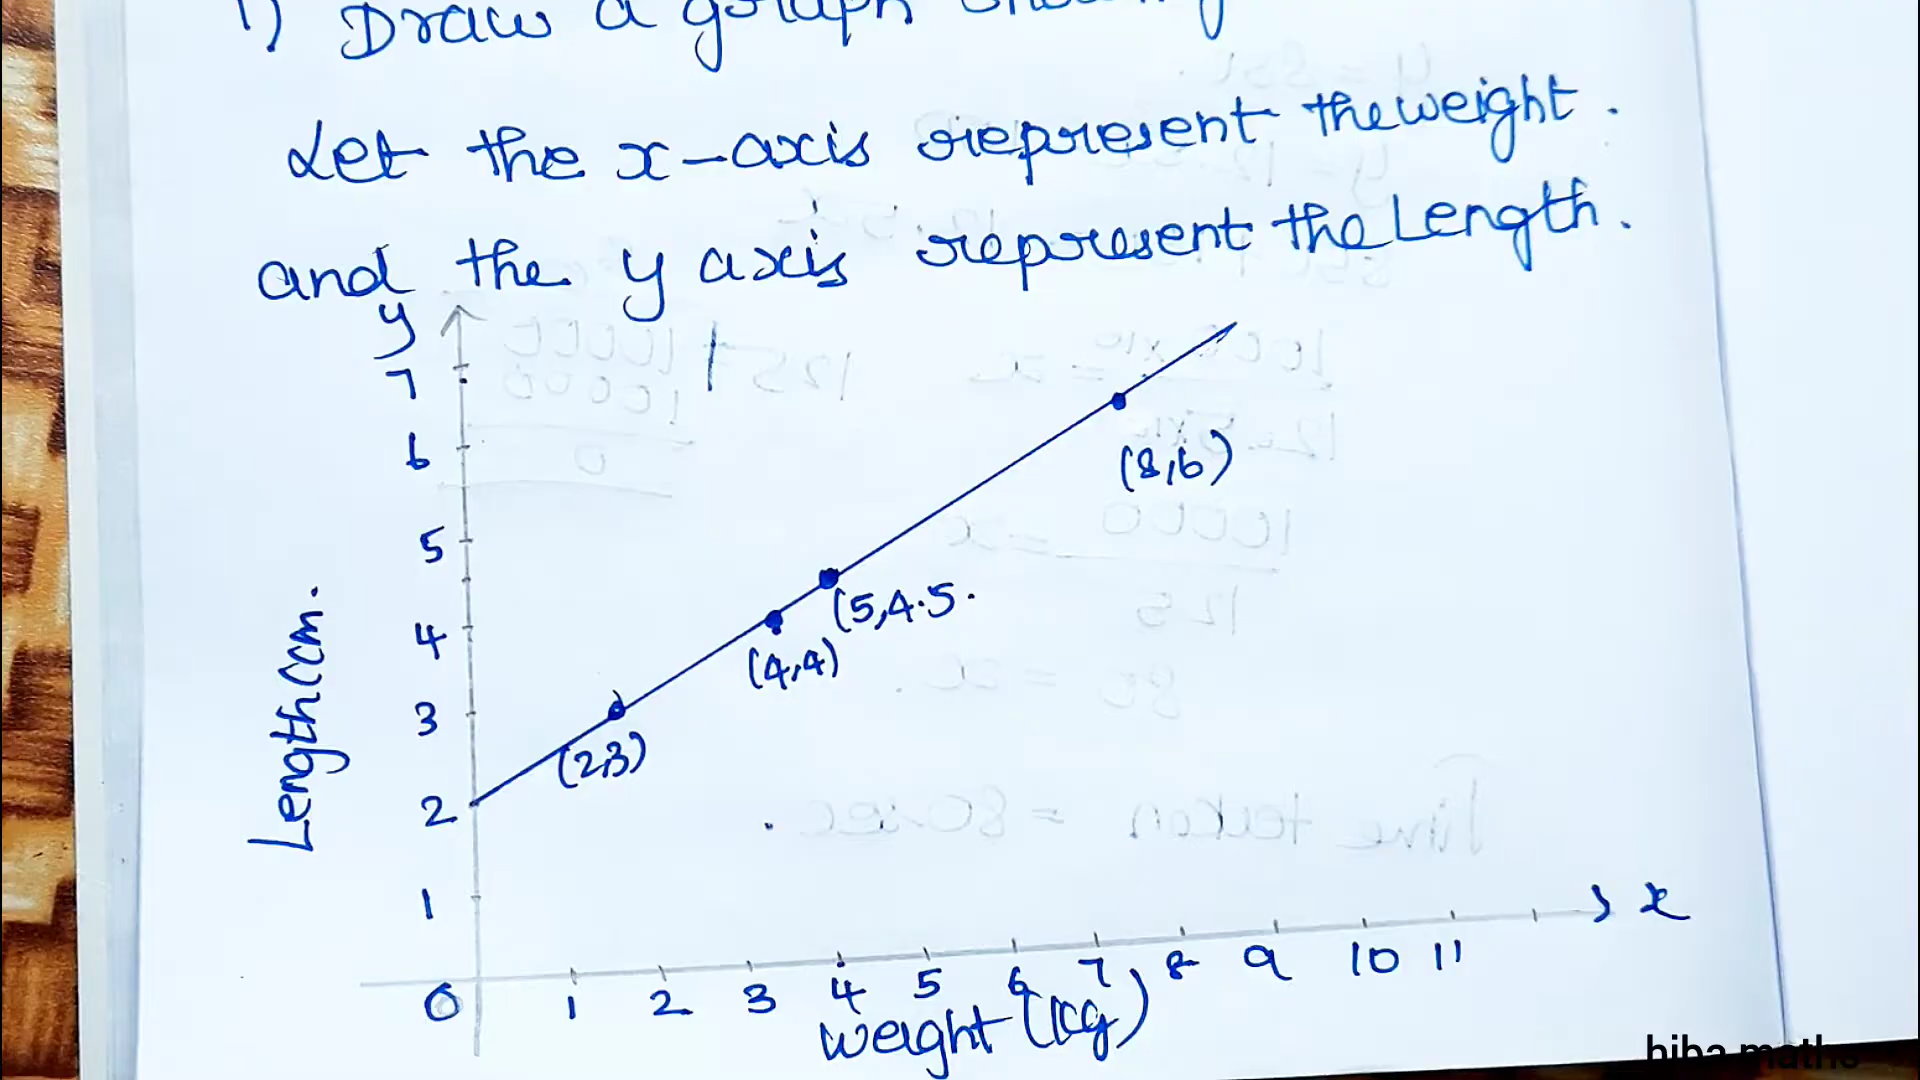 1) Draw a graph
Let the x-axis represent the weight.
and the y axis represent the Length.
y
7
6
(8,6)
5
(5,4.5.
4
(4,4)
3
(2,3)
2
Length(cm.
1
x
0 1 2 3 4 5 6 7 8 9 10 11
weight (kg)
hiba maths